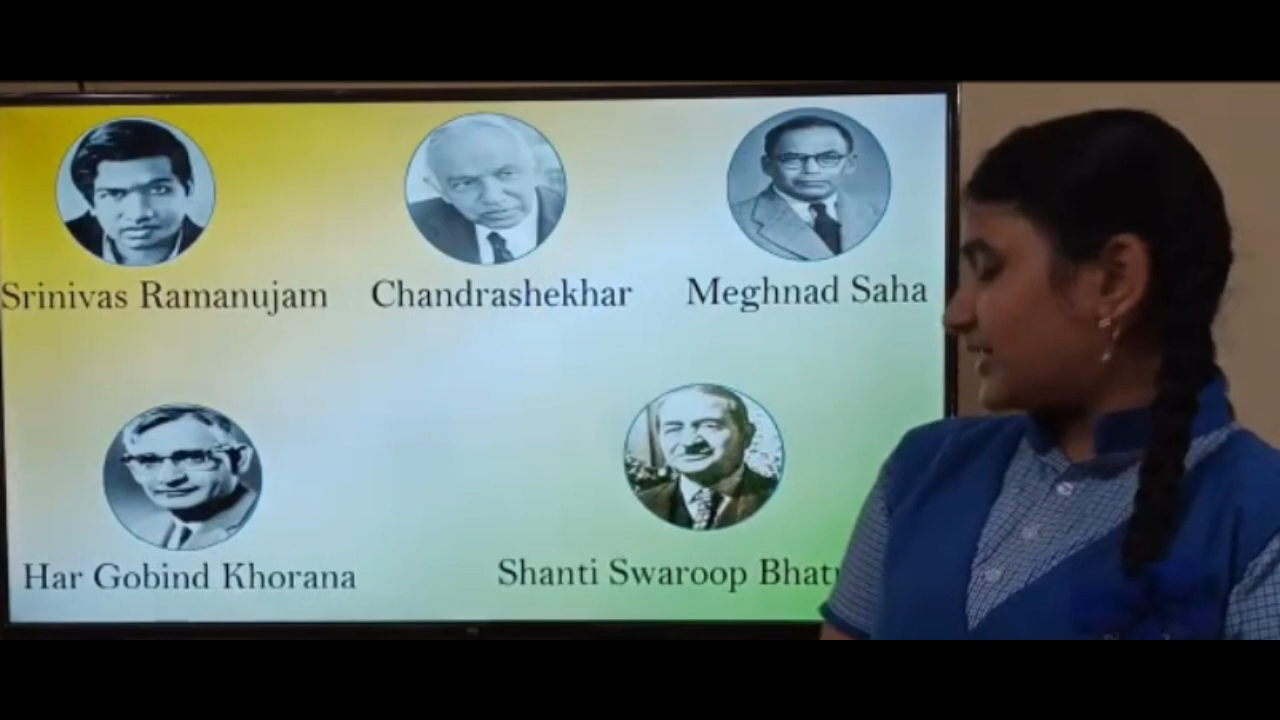 Srinivas Ramanujam
Chandrashekhar
Meghnad Saha
Har Gobind Khorana
Shanti Swaroop